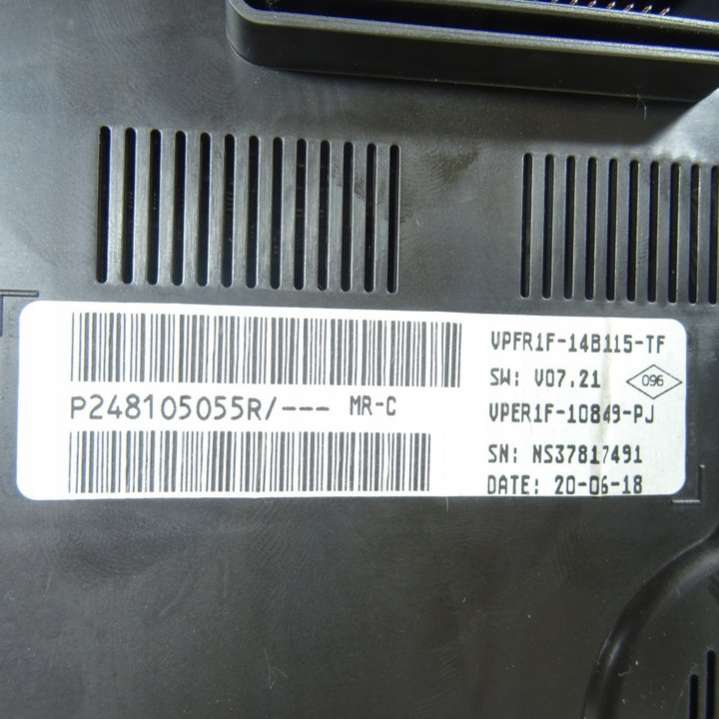 P248105055R/--- MR-C
VPFR1F-14B115-TF
SW: V07.21
096
VPER1F-10849-PJ
SN: NS37817491
DATE: 20-06-18